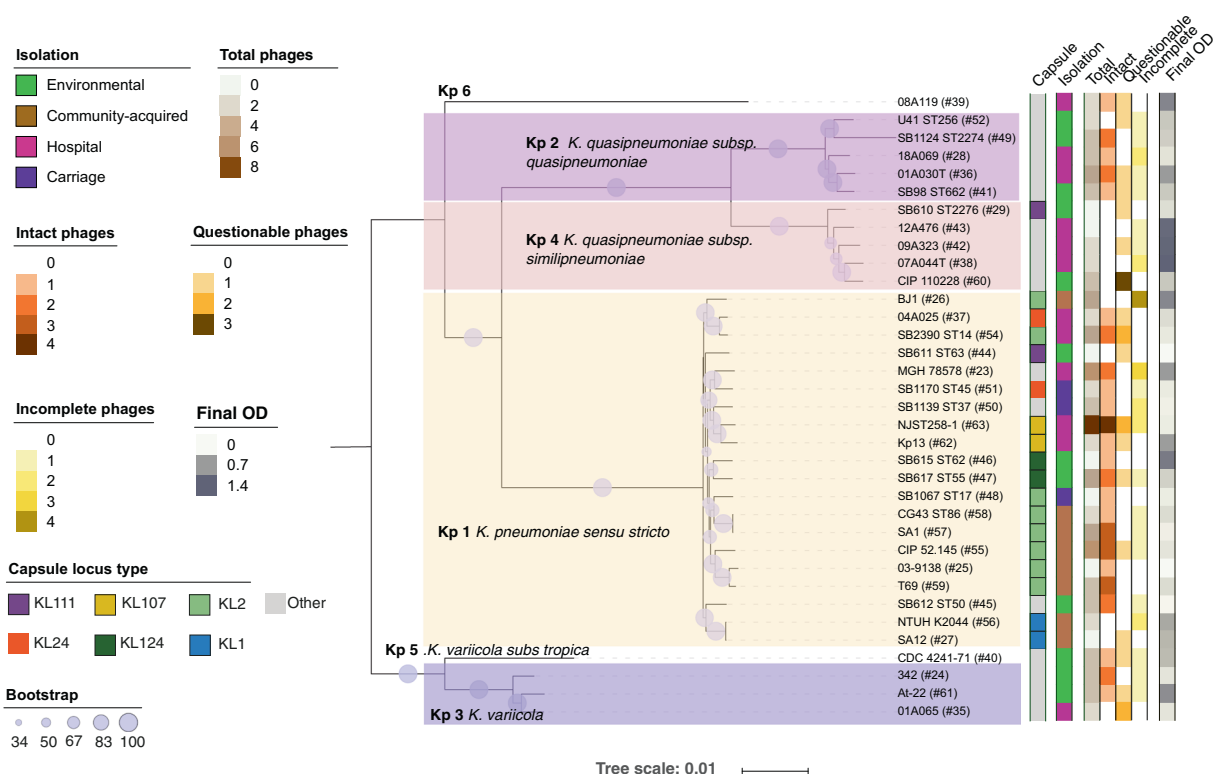 Isolation
Environmental
Community-acquired
Hospital
Carriage
Total phages
0
2
4
6
8
Intact phages
0
1
2
3
4
Questionable phages
0
1
2
3
Incomplete phages
0
1
2
3
4
Final OD
0
0.7
1.4
Capsule locus type
KL111
KL107
KL2
Other
KL24
KL124
KL1
Bootstrap
34 50 67 83 100
Kp 6
Kp 2 K. quasipneumoniae subsp.
quasipneumoniae
Kp 4 K. quasipneumoniae subsp.
similipneumoniae
Kp 1 K. pneumoniae sensu stricto
Kp 5 .K. variicola subs tropica
Kp 3 K. variicola
Capsule
Isolation
Total
Intact
Questionable
Incomplete
Final OD
08A119 (#39)
U41 ST256 (#52)
SB1124 ST2274 (#49)
18A069 (#28)
01A030T (#36)
SB98 ST662 (#41)
SB610 ST2276 (#29)
12A476 (#43)
09A323 (#42)
07A044T (#38)
CIP 110228 (#60)
BJ1 (#26)
04A025 (#37)
SB2390 ST14 (#54)
SB611 ST63 (#44)
MGH 78578 (#23)
SB1170 ST45 (#51)
SB1139 ST37 (#50)
NJST258-1 (#63)
Kp13 (#62)
SB615 ST62 (#46)
SB617 ST55 (#47)
SB1067 ST17 (#48)
CG43 ST86 (#58)
SA1 (#57)
CIP 52.145 (#55)
03-9138 (#25)
T69 (#59)
SB612 ST50 (#45)
NTUH K2044 (#56)
SA12 (#27)
CDC 4241-71 (#40)
342 (#24)
At-22 (#61)
01A065 (#35)
Tree scale: 0.01